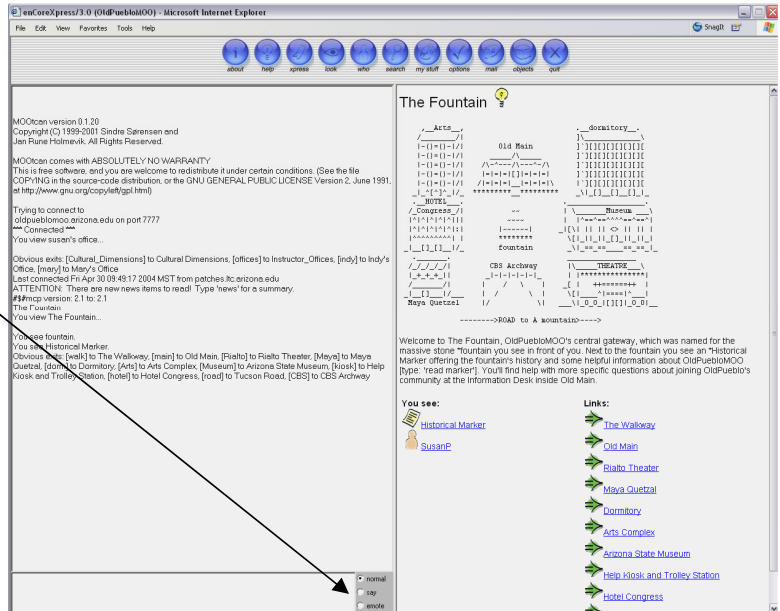 enCoreXpress/3.0 (OldPuebloMOO) - Microsoft Internet Explorer
File Edit View Favorites Tools Help
SnagIt
about help xpress look who search my stuff options mail objects quit
MOOtcan version 0.1.20
Copyright (C) 1999-2001 Sindre Sørensen and
Jan Rune Holmevik. All Rights Reserved.
MOOtcan comes with ABSOLUTELY NO WARRANTY
This is free software, and you are welcome to redistribute it under certain conditions. (See the file
COPYING in the source-code distribution, or the GNU GENERAL PUBLIC LICENSE Version 2, June 1991,
at http://www.gnu.org/copyleft/gpl.html)
Trying to connect to
oldpueblomoo.arizona.edu on port 7777
*** Connected ***
You view susan's office...
Obvious exits: [Cultural_Dimensions] to Cultural Dimensions, [offices] to Instructor_Offices, [indy] to Indy's
Office, [mary] to Mary's Office
Last connected Fri Apr 30 09:49:17 2004 MST from patches.ltc.arizona.edu
ATTENTION: There are new news items to read! Type 'news' for a summary.
#$#mcp version: 2.1 to: 2.1
The Fountain
You view The Fountain...
You see fountain.
You see Historical Marker.
Obvious exits: [walk] to The Walkway, [main] to Old Main, [Rialto] to Rialto Theater, [Maya] to Maya
Quetzal, [dorm] to Dormitory, [Arts] to Arts Complex, [Museum] to Arizona State Museum, [kiosk] to Help
Kiosk and Trolley Station, [hotel] to Hotel Congress, [road] to Tucson Road, [CBS] to CBS Archway
normal
say
emote
The Fountain
Arts
dormitory
Old Main
HOTEL
Congress
Museum
fountain
CBS Archway
THEATRE
Maya Quetzal
-------->ROAD to A mountain>---->
Welcome to The Fountain, OldPuebloMOO's central gateway, which was named for the
massive stone *fountain you see in front of you. Next to the fountain you see an *Historical
Marker offering the fountain's history and some helpful information about OldPuebloMOO
[type: 'read marker']. You'll find help with more specific questions about joining OldPueblo's
community at the Information Desk inside Old Main.
You see:
Historical Marker
SusanP
Links:
The Walkway
Old Main
Rialto Theater
Maya Quetzal
Dormitory
Arts Complex
Arizona State Museum
Help Kiosk and Trolley Station
Hotel Congress